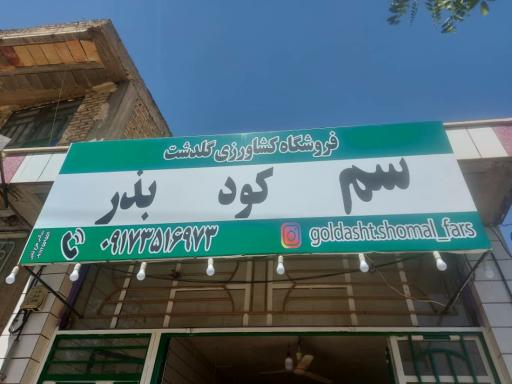 فروشگاه کشاورزی گلدشت
سم کود بذر
goldasht.shomal_fars
۰۹۱۷۳۵۱۶۹۷۳